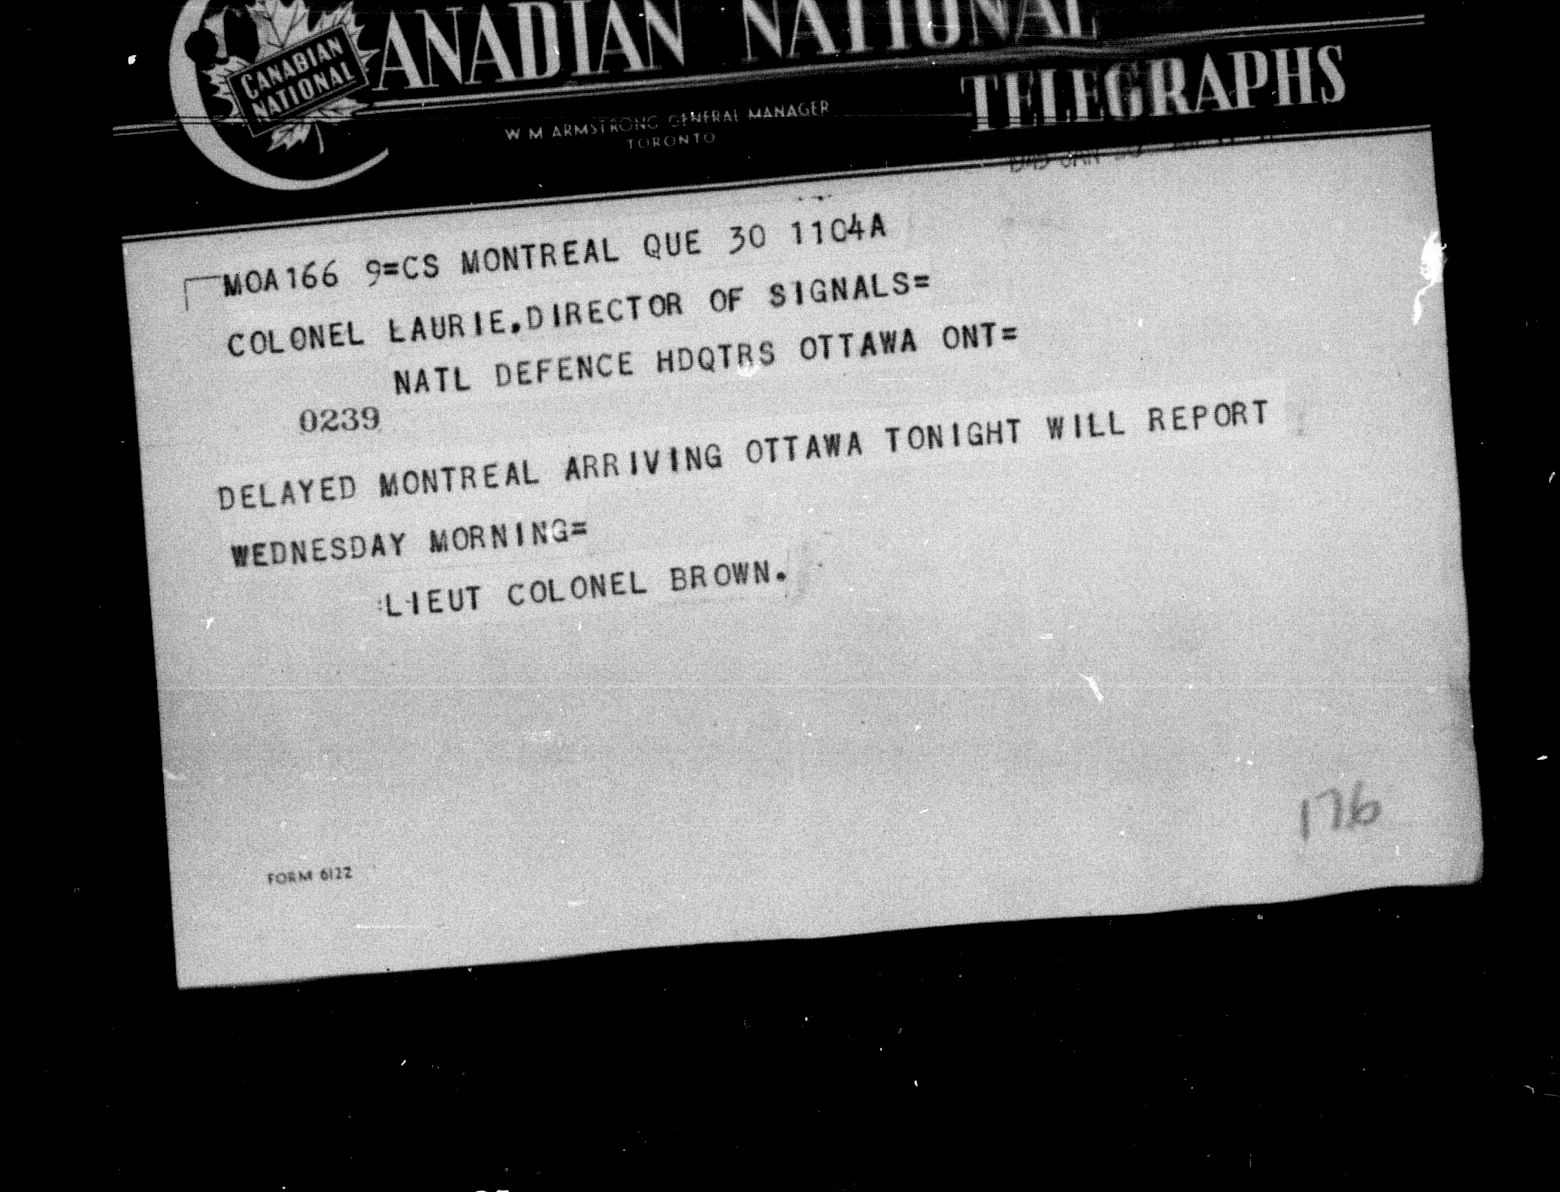 CANADIAN NATIONAL
CANADIAN
NATIONAL
TELEGRAPHS
W M ARMSTRONG GENERAL MANAGER
TORONTO
MOA166 9=CS MONTREAL QUE 30 1104A
COLONEL LAURIE.DIRECTOR OF SIGNALS=
NATL DEFENCE HDQTRS OTTAWA ONT=
0239
DELAYED MONTREAL ARRIVING OTTAWA TONIGHT WILL REPORT
WEDNESDAY MORNING=
:LIEUT COLONEL BROWN.
176
FORM 6122